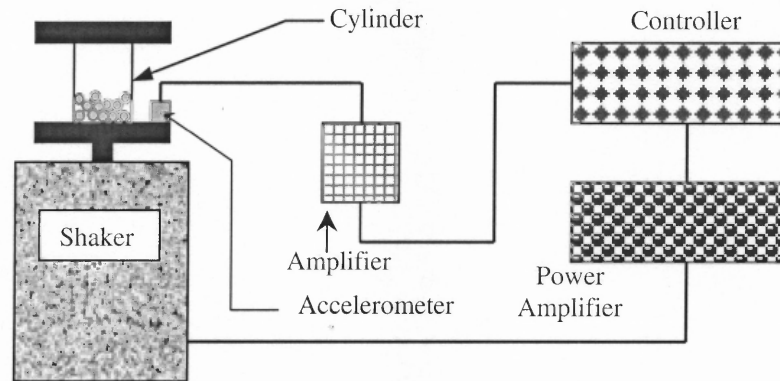 Cylinder
Controller
Shaker
Amplifier
Accelerometer
Power
Amplifier